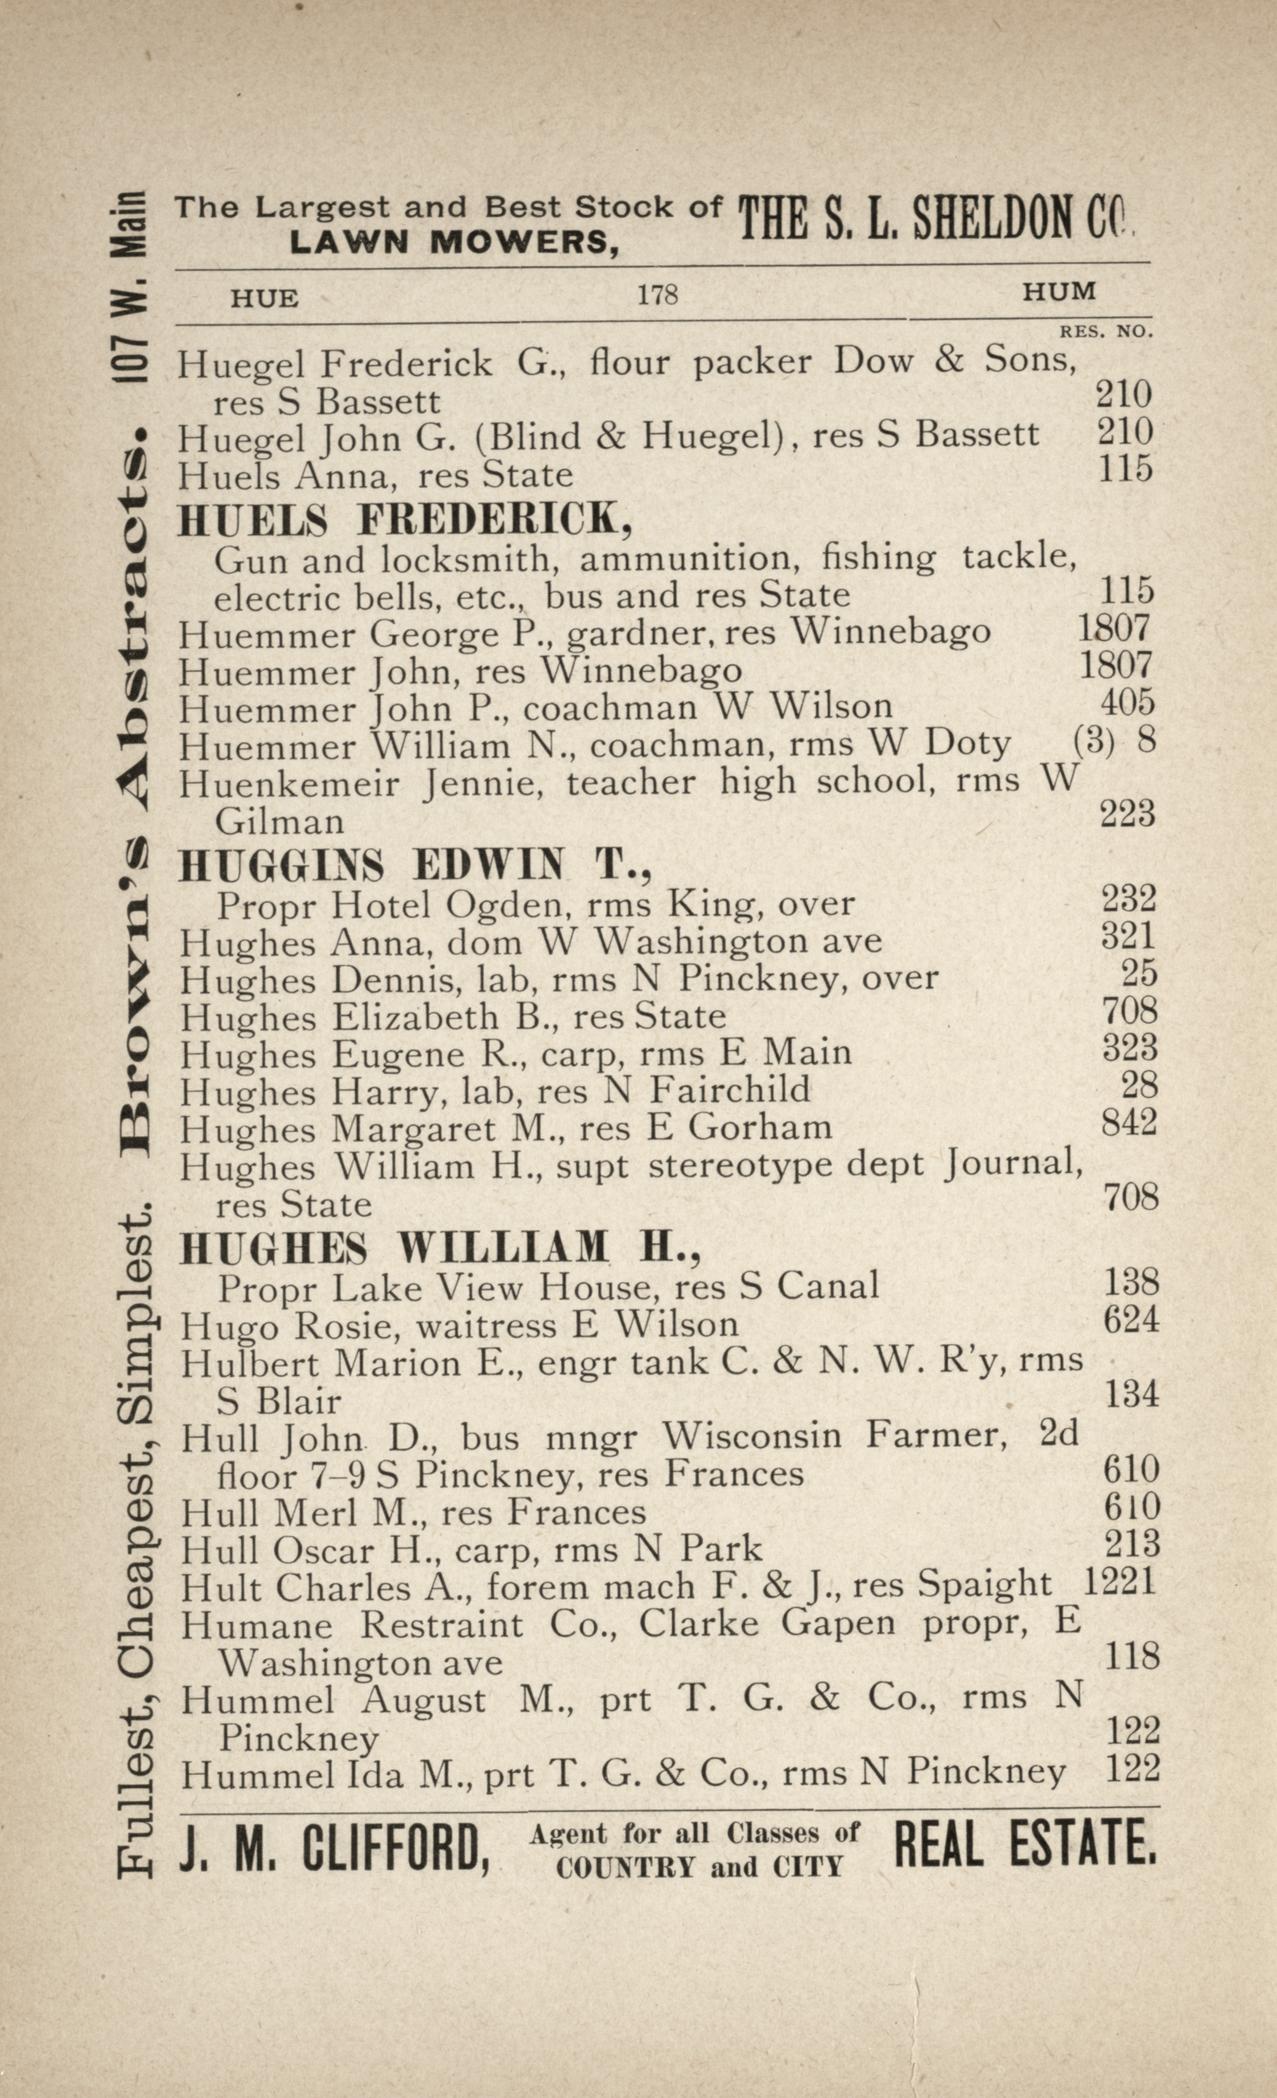 The Largest and Best Stock of
LAWN MOWERS,
THE S. L. SHELDON CO.
HUE 178 HUM
RES. NO.
Huegel Frederick G., flour packer Dow & Sons,
res S Bassett 210
Huegel John G. (Blind & Huegel), res S Bassett 210
Huels Anna, res State 115
HUELS FREDERICK,
Gun and locksmith, ammunition, fishing tackle,
electric bells, etc., bus and res State 115
Huemmer George P., gardner, res Winnebago 1807
Huemmer John, res Winnebago 1807
Huemmer John P., coachman W Wilson 405
Huemmer William N., coachman, rms W Doty (3) 8
Huenkemeir Jennie, teacher high school, rms W
Gilman 223
HUGGINS EDWIN T.,
Propr Hotel Ogden, rms King, over 232
Hughes Anna, dom W Washington ave 321
Hughes Dennis, lab, rms N Pinckney, over 25
Hughes Elizabeth B., res State 708
Hughes Eugene R., carp, rms E Main 323
Hughes Harry, lab, res N Fairchild 28
Hughes Margaret M., res E Gorham 842
Hughes William H., supt stereotype dept Journal,
res State 708
HUGHES WILLIAM H.,
Propr Lake View House, res S Canal 138
Hugo Rosie, waitress E Wilson 624
Hulbert Marion E., engr tank C. & N. W. R'y, rms
S Blair 134
Hull John D., bus mngr Wisconsin Farmer, 2d
floor 7–9 S Pinckney, res Frances 610
Hull Merl M., res Frances 610
Hull Oscar H., carp, rms N Park 213
Hult Charles A., forem mach F. & J., res Spaight 1221
Humane Restraint Co., Clarke Gapen propr, E
Washington ave 118
Hummel August M., prt T. G. & Co., rms N
Pinckney 122
Hummel Ida M., prt T. G. & Co., rms N Pinckney 122
J. M. CLIFFORD,
Agent for all Classes of
COUNTRY and CITY
REAL ESTATE.
Fullest, Cheapest, Simplest. Brown's Abstracts. 107 W. Main